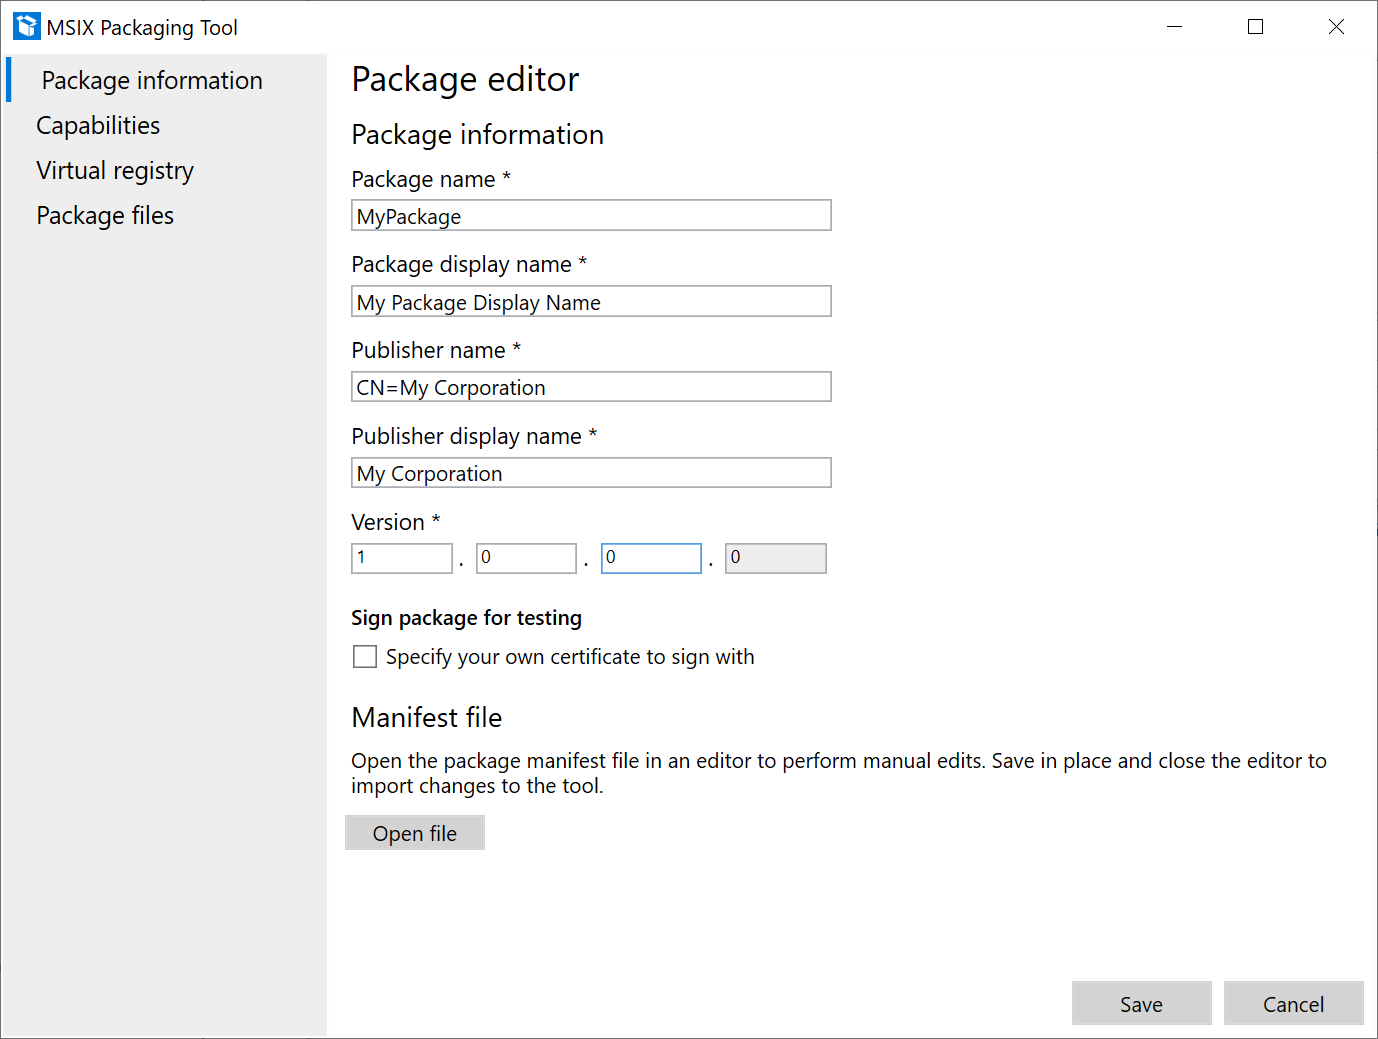 MSIX Packaging Tool
Package information
Capabilities
Virtual registry
Package files
Package editor
Package information
Package name *
MyPackage
Package display name *
My Package Display Name
Publisher name *
CN=My Corporation
Publisher display name *
My Corporation
Version *
1 . 0 . 0 . 0
Sign package for testing
Specify your own certificate to sign with
Manifest file
Open the package manifest file in an editor to perform manual edits. Save in place and close the editor to
import changes to the tool.
Open file
Save Cancel